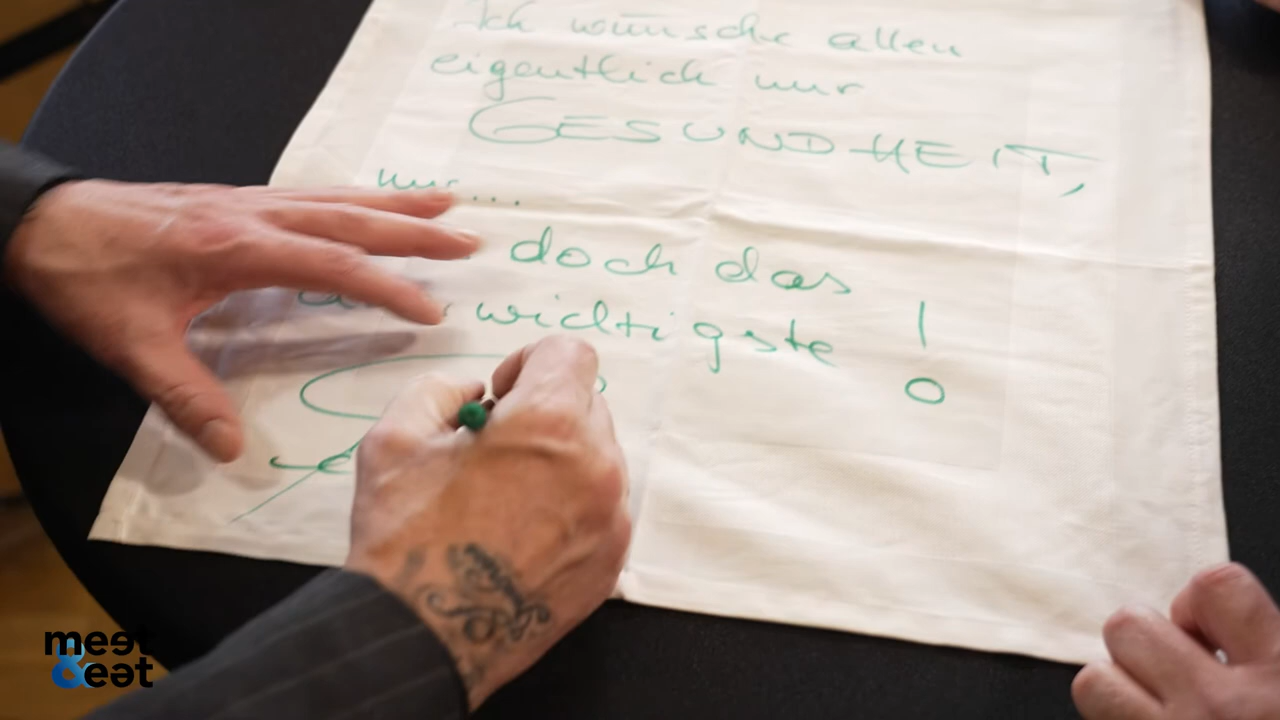 Ich wünsche allen
eigentlich nur
GESUNDHEIT,
nur...
doch das
wichtigste !
meet
&eat